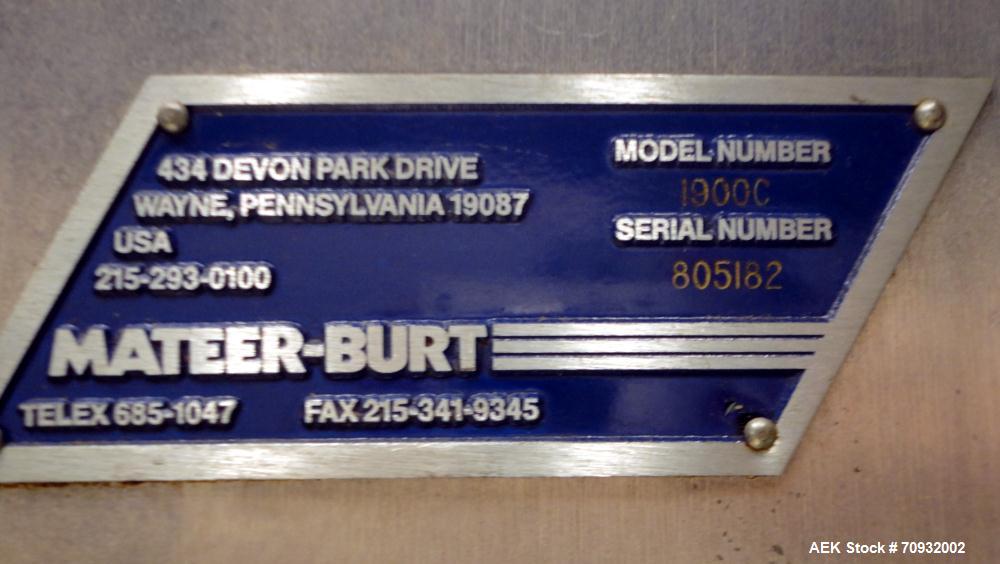 434 DEVON PARK DRIVE
WAYNE, PENNSYLVANIA 19087
USA
215-293-0100
MODEL NUMBER
1900C
SERIAL NUMBER
805182
MATEER-BURT
TELEX 685-1047
FAX 215-341-9345
AEK Stock # 70932002